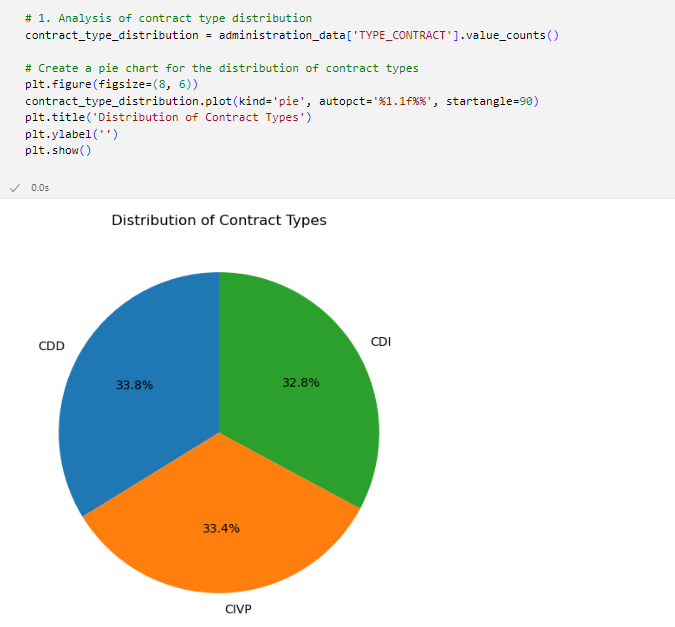 # 1. Analysis of contract type distribution
contract_type_distribution = administration_data['TYPE_CONTRACT'].value_counts()
# Create a pie chart for the distribution of contract types
plt.figure(figsize=(8, 6))
contract_type_distribution.plot(kind='pie', autopct='%1.1f%%', startangle=90)
plt.title('Distribution of Contract Types')
plt.ylabel('')
plt.show()
0.0s
Distribution of Contract Types
CDD
CDI
33.8%
32.8%
33.4%
CIVP